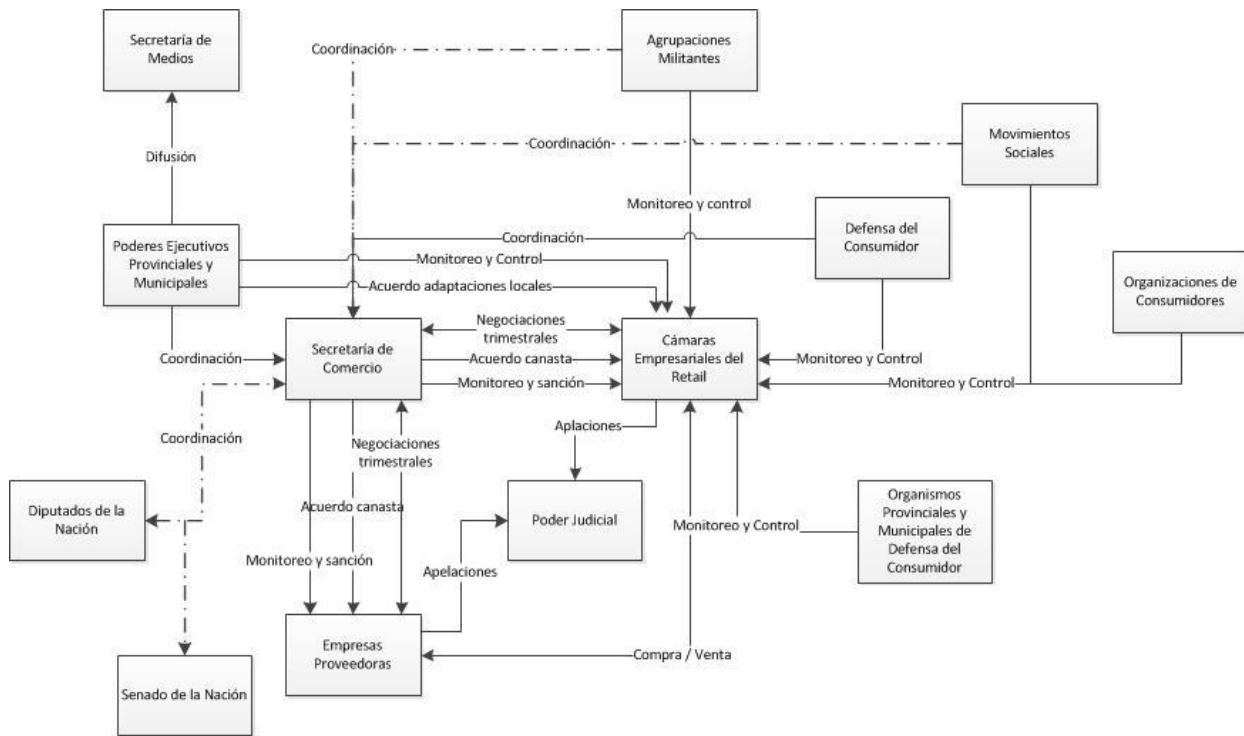 Secretaría de
Medios
Coordinación
Agrupaciones
Militantes
Coordinación
Movimientos
Sociales
Difusión
Monitoreo y control
Poderes Ejecutivos
Provinciales y
Municipales
Coordinación
Defensa del
Consumidor
Monitoreo y Control
Acuerdo adaptaciones locales
Organizaciones de
Consumidores
Coordinación
Secretaría de
Comercio
Negociaciones
trimestrales
Acuerdo canasta
Monitoreo y sanción
Cámaras
Empresariales del
Retail
Monitoreo y Control
Monitoreo y Control
Coordinación
Negociaciones
trimestrales
Aplaciones
Diputados de la
Nación
Acuerdo canasta
Poder Judicial
Monitoreo y Control
Organismos
Provinciales y
Municipales de
Defensa del
Consumidor
Monitoreo y sanción
Apelaciones
Empresas
Proveedoras
Compra / Venta
Senado de la Nación